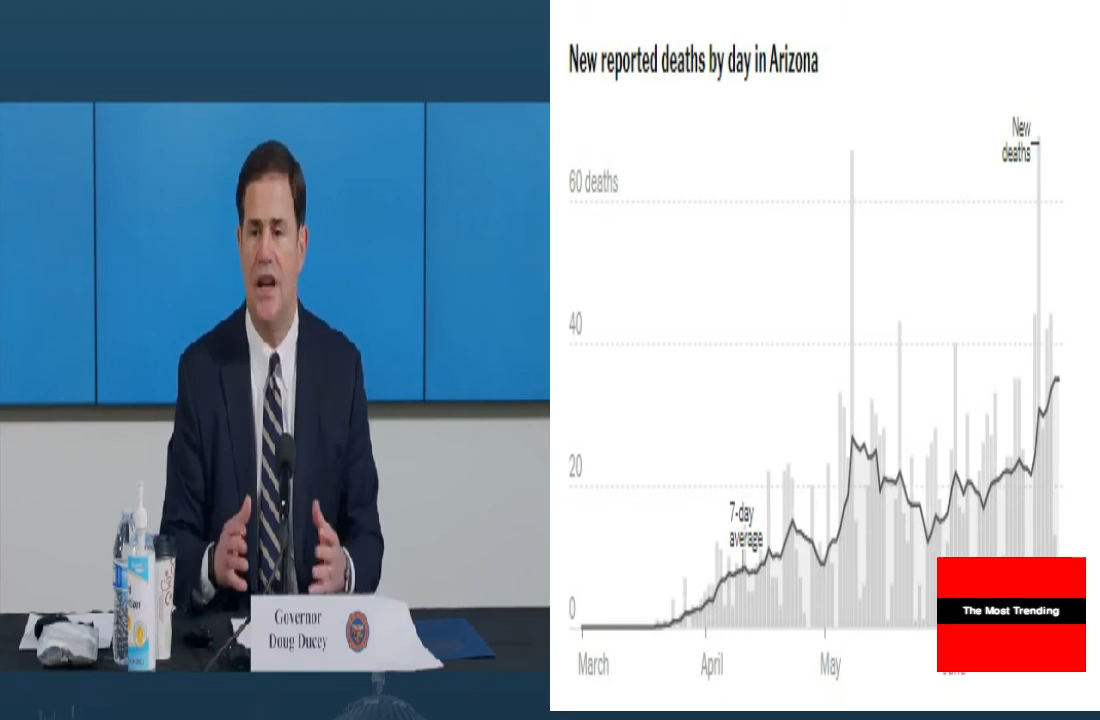 New reported deaths by day in Arizona
New
deaths
60 deaths
40
20
7-day
average
0
March
April
May
The Most Trending
Governor
Doug Ducey